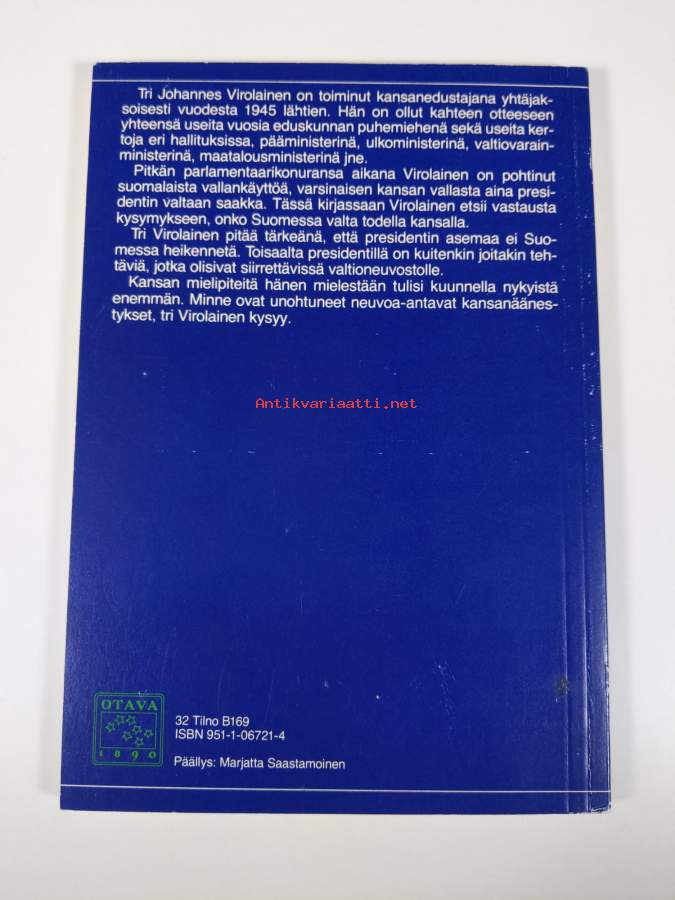 Tri Johannes Virolainen on toiminut kansanedustajana yhtäjak-
soisesti vuodesta 1945 lähtien. Hän on ollut kahteen otteeseen
yhteensä useita vuosia eduskunnan puhemiehenä sekä useita ker-
toja eri hallituksissa, pääministerinä, ulkoministerinä, valtiovarain-
ministerinä, maatalousministerinä jne.
Pitkän parlamentaarikonuransa aikana Virolainen on pohtinut
suomalaista vallankäyttöä, varsinaisen kansan vallasta aina presi-
dentin valtaan saakka. Tässä kirjassaan Virolainen etsii vastausta
kysymykseen, onko Suomessa valta todella kansalla.
Tri Virolainen pitää tärkeänä, että presidentin asemaa ei Suo-
messa heikennetä. Toisaalta presidentillä on kuitenkin joitakin teh-
täviä, jotka olisivat siirrettävissä valtioneuvostolle.
Kansan mielipiteitä hänen mielestään tulisi kuunnella nykyistä
enemmän. Minne ovat unohtuneet neuvoa-antavat kansanäänes-
tykset, tri Virolainen kysyy.
Antikvariaatti.net
OTAVA
1890
32 Tilno B169
ISBN 951-1-06721-4
Päällys: Marjatta Saastamoinen